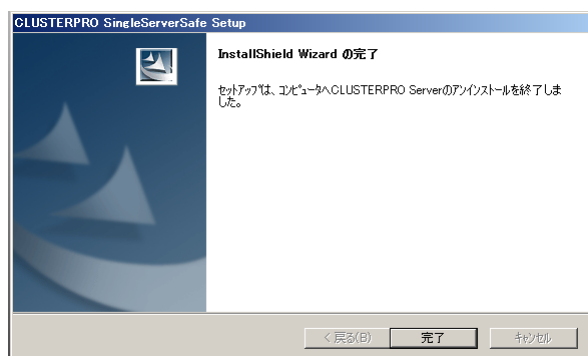 CLUSTERPRO SingleServerSafe Setup
InstallShield Wizard の完了
セットアップは、コンピュータへCLUSTERPRO Serverのアンインストールを終了しま
した。
< 戻る(B)
完了
キャンセル